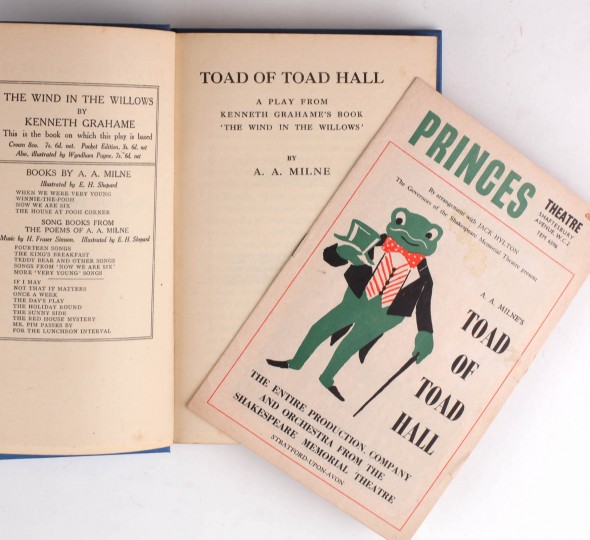 THE WIND IN THE WILLOWS
BY
KENNETH GRAHAME
This is the book on which this play is based
Crown 8vo. 7s. 6d. net. Pocket Edition, 3s. 6d. net
Also, illustrated by Wyndham Payne, 7s. 6d. net
BOOKS BY A. A. MILNE
Illustrated by E. H. Shepard
WHEN WE WERE VERY YOUNG
WINNIE-THE-POOH
NOW WE ARE SIX
THE HOUSE AT POOH CORNER
SONG BOOKS FROM
THE POEMS OF A. A. MILNE
Music by H. Fraser Simson. Illustrated by E. H. Shepard
FOURTEEN SONGS
THE KING'S BREAKFAST
TEDDY BEAR AND OTHER SONGS
SONGS FROM "NOW WE ARE SIX"
MORE "VERY YOUNG" SONGS
IF I MAY
NOT THAT IT MATTERS
ONCE A WEEK
THE DAY'S PLAY
THE HOLIDAY ROUND
THE SUNNY SIDE
THE RED HOUSE MYSTERY
MR. PIM PASSES BY
FOR THE LUNCHEON INTERVAL
TOAD OF TOAD HALL
A PLAY FROM
KENNETH GRAHAME'S BOOK
'THE WIND IN THE WILLOWS'
BY
A. A. MILNE
PRINCES
THEATRE
SHAFTESBURY
AVENUE, W.C.2
TEM 6596
By arrangement with JACK HYLTON
The Governors of the Shakespeare Memorial Theatre present
A. A. MILNE'S
TOAD
OF
TOAD
HALL
THE ENTIRE PRODUCTION, COMPANY
AND ORCHESTRA FROM THE
SHAKESPEARE MEMORIAL THEATRE
STRATFORD-UPON-AVON